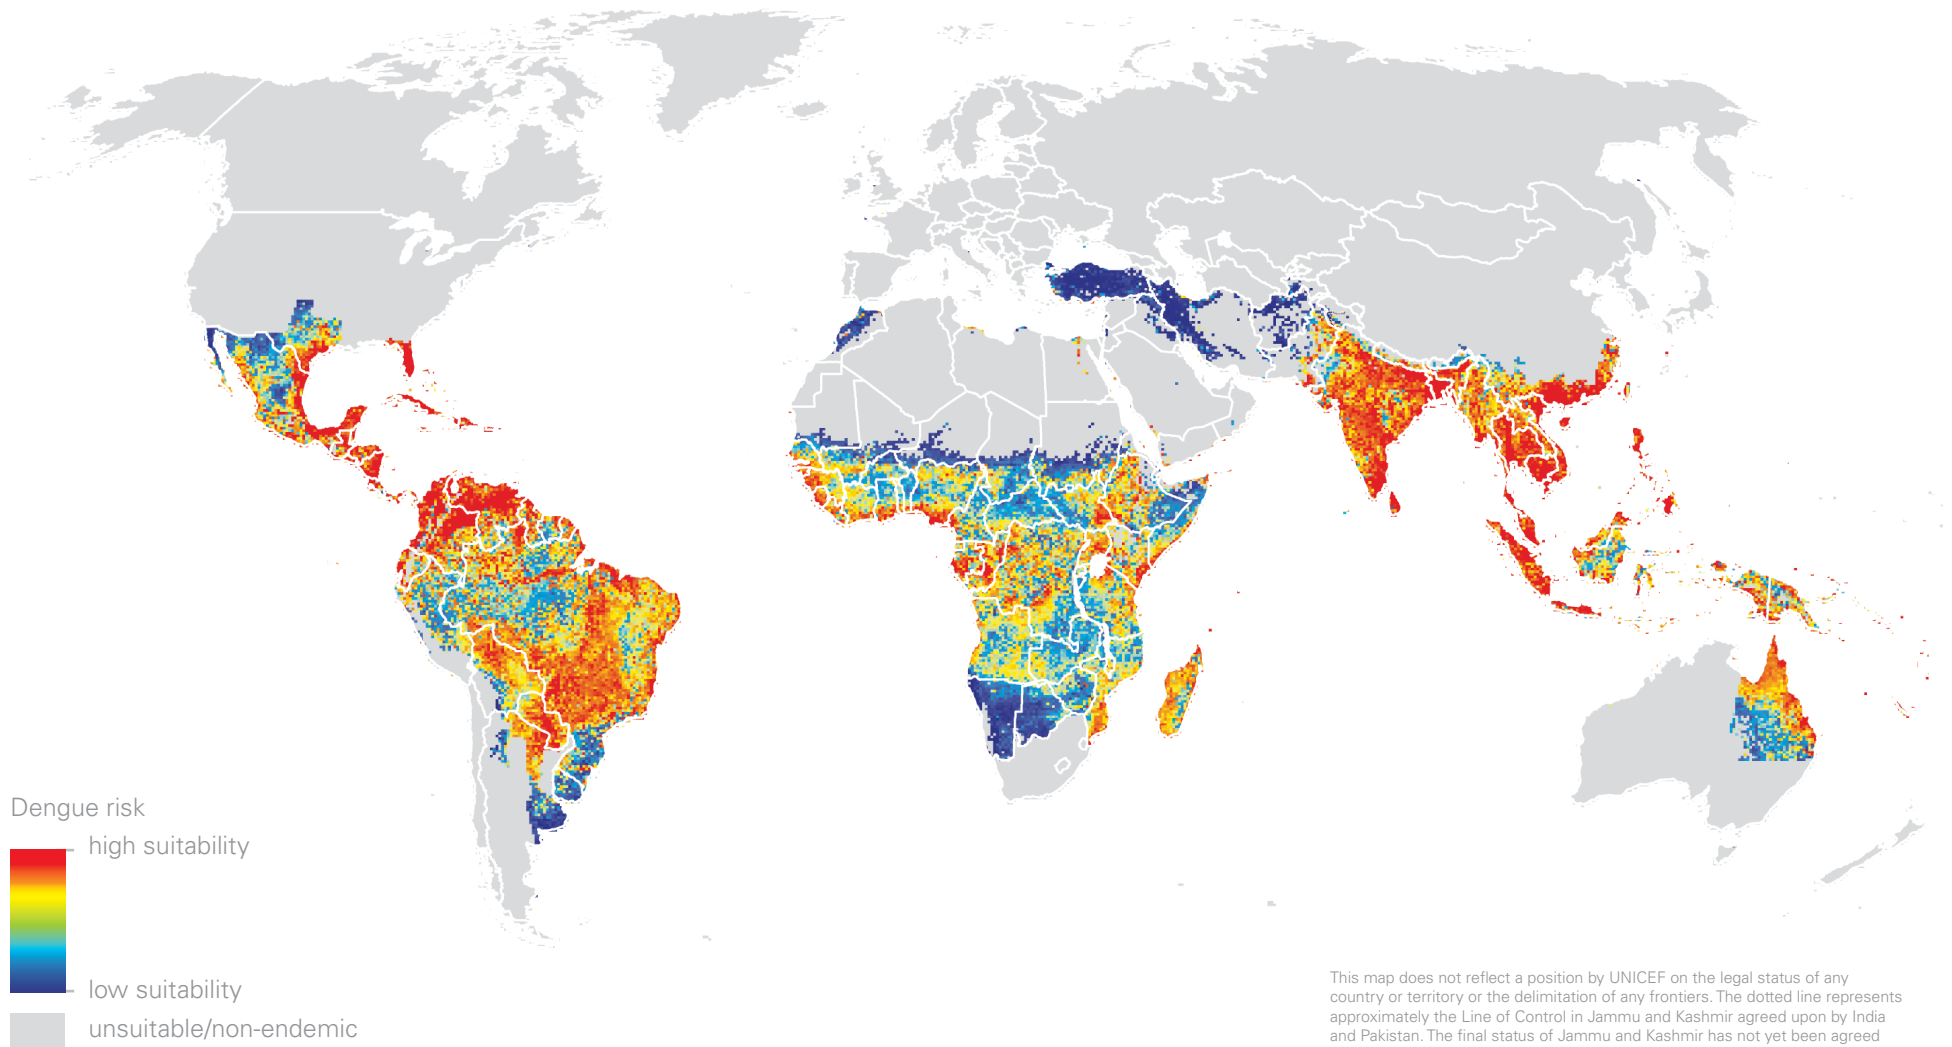 Dengue risk
high suitability
low suitability
unsuitable/non-endemic
This map does not reflect a position by UNICEF on the legal status of any
country or territory or the delimitation of any frontiers. The dotted line represents
approximately the Line of Control in Jammu and Kashmir agreed upon by India
and Pakistan. The final status of Jammu and Kashmir has not yet been agreed